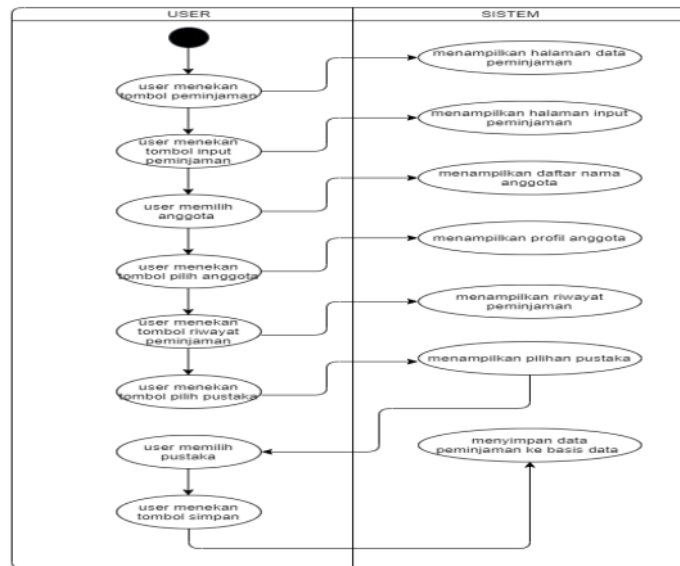 USER
SISTEM
user menekan
tombol peminjaman
menampilkan halaman data
peminjaman
user menekan
tombol input
peminjaman
menampilkan halaman input
peminjaman
user memilih
anggota
menampilkan daftar nama
anggota
user menekan
tombol pilih anggota
menampilkan profil anggota
user menekan
tombol riwayat
peminjaman
menampilkan riwayat
peminjaman
user menekan
tombol pilih pustaka
menampilkan pilihan pustaka
user memilih
pustaka
menyimpan data
peminjaman ke basis data
user menekan
tombol simpan